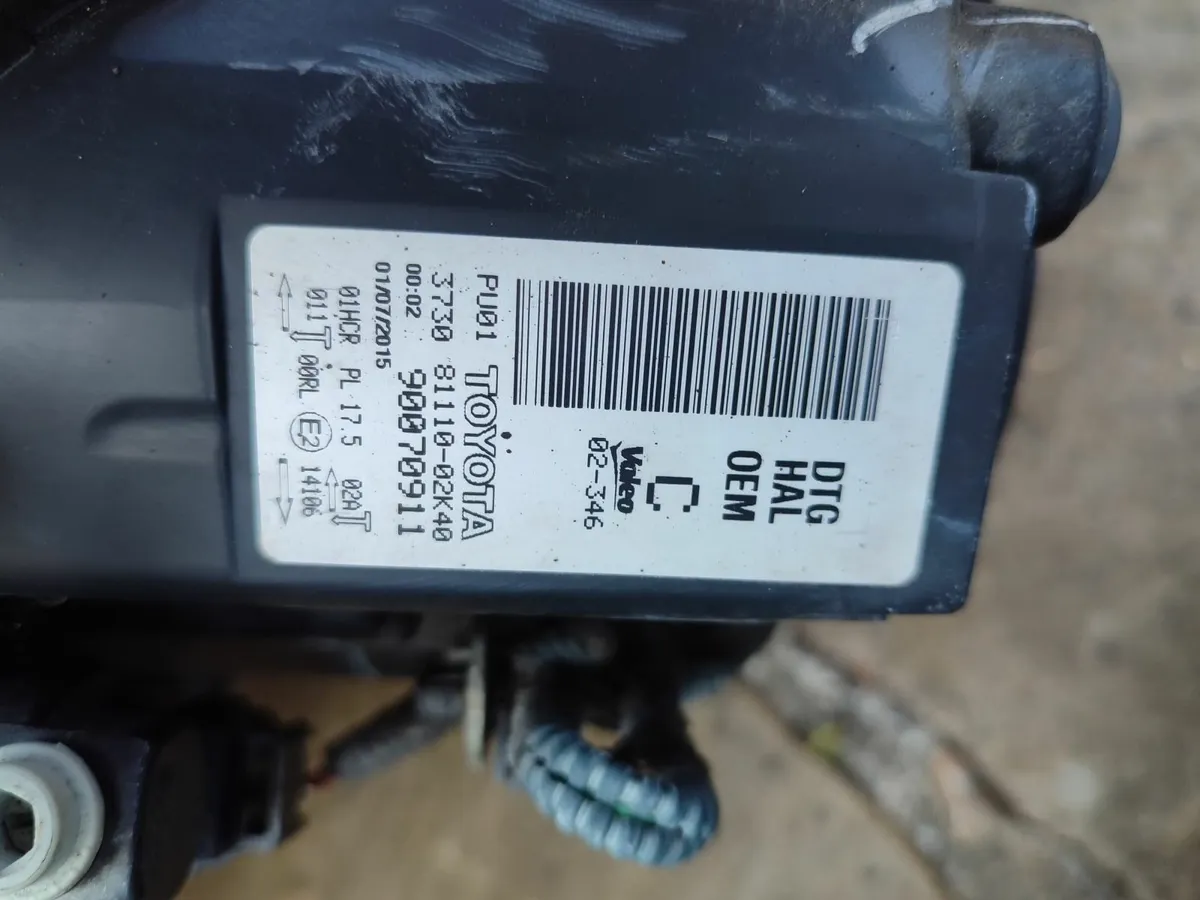 DTG
HAL
OEM
C
Valeo
02-346
PU01 TOYOTA
3730 81110-02K40
00:02 90070911
01/07/2015
01HCR PL 17.5 02A
011 00RL E2 14106